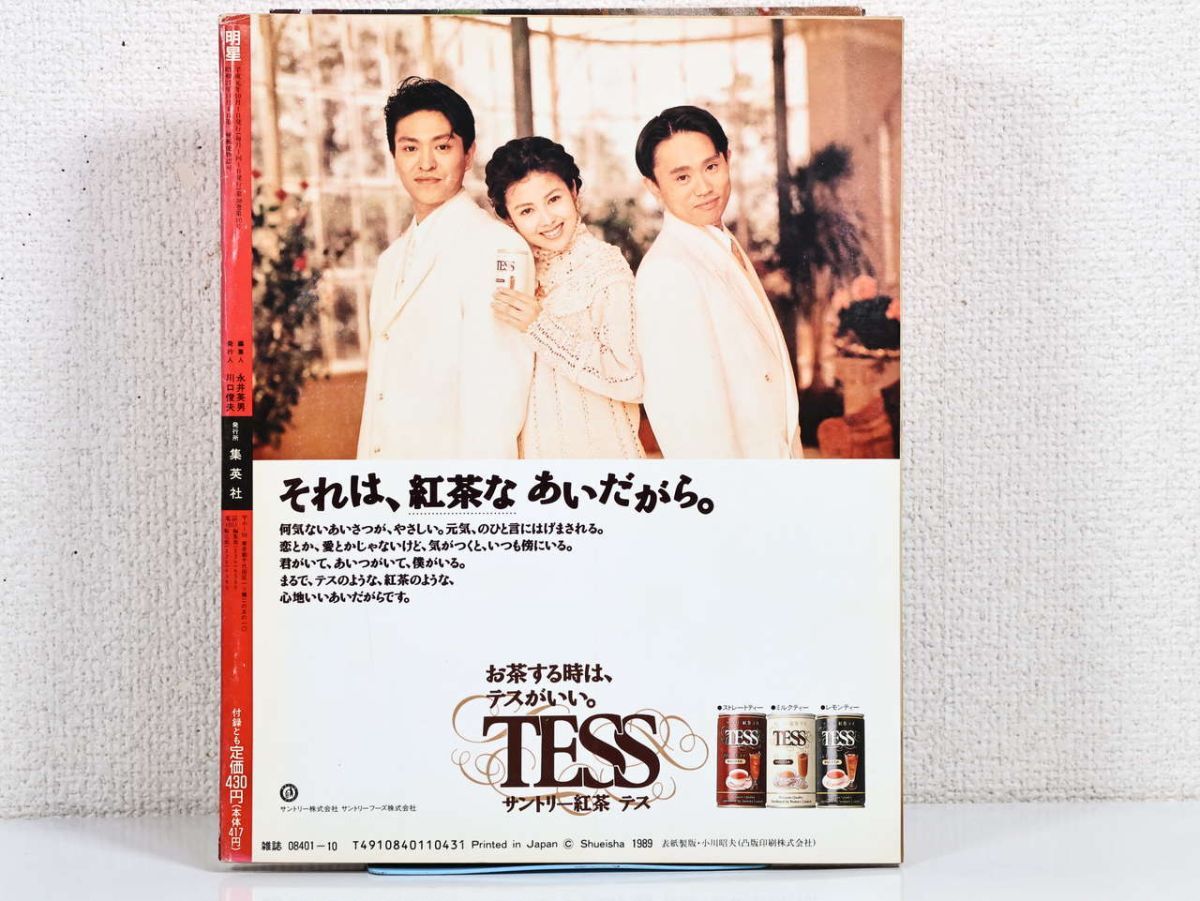 明星
編集人 永井英男
発行人 川口俊夫
発行所 集英社
付録とも定価430円(本体417円)
TESS
それは、紅茶な あいだがら。
何気ないあいさつが、やさしい。元気、のひと言にはげまされる。
恋とか、愛とかじゃないけど、気がつくと、いつも傍にいる。
君がいて、あいつがいて、僕がいる。
まるで、テスのような、紅茶のような、
心地いいあいだがらです。
お茶する時は、
テスがいい。
TESS
サントリー紅茶 テス
●ストレートティー ●ミルクティー ●レモンティー
TESS TESS TESS
サントリー株式会社 サントリーフーズ株式会社
雑誌 08401-10 T4910840110431 Printed in Japan © Shueisha 1989 表紙製版・小川昭夫(凸版印刷株式会社)